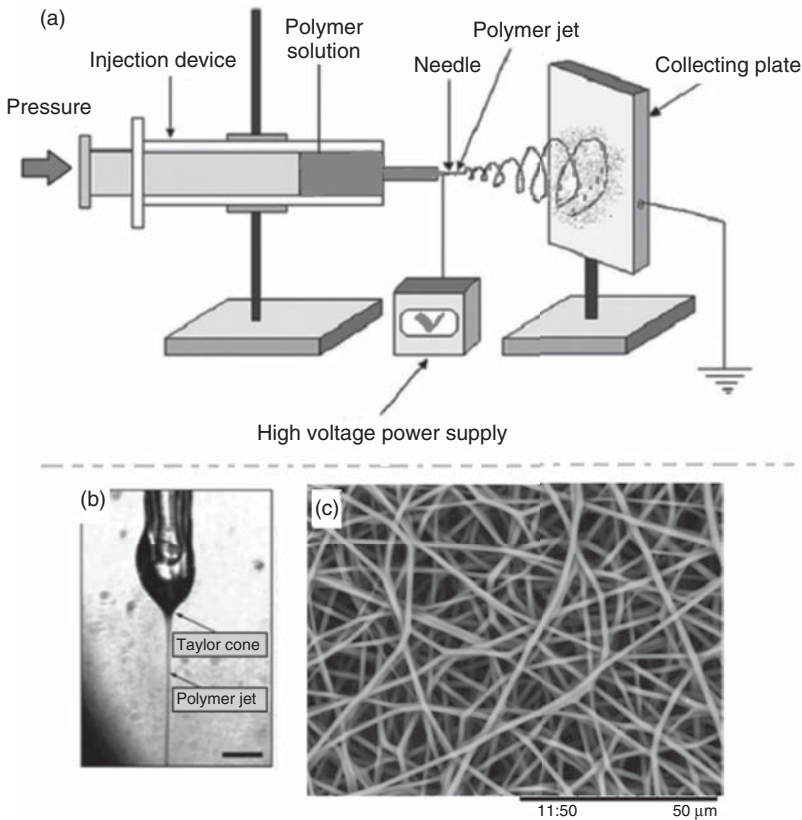 (a)
Polymer
solution
Polymer jet
Injection device
Needle
Collecting plate
Pressure
High voltage power supply
(b)
Taylor cone
Polymer jet
(c)
11:50 50 μm